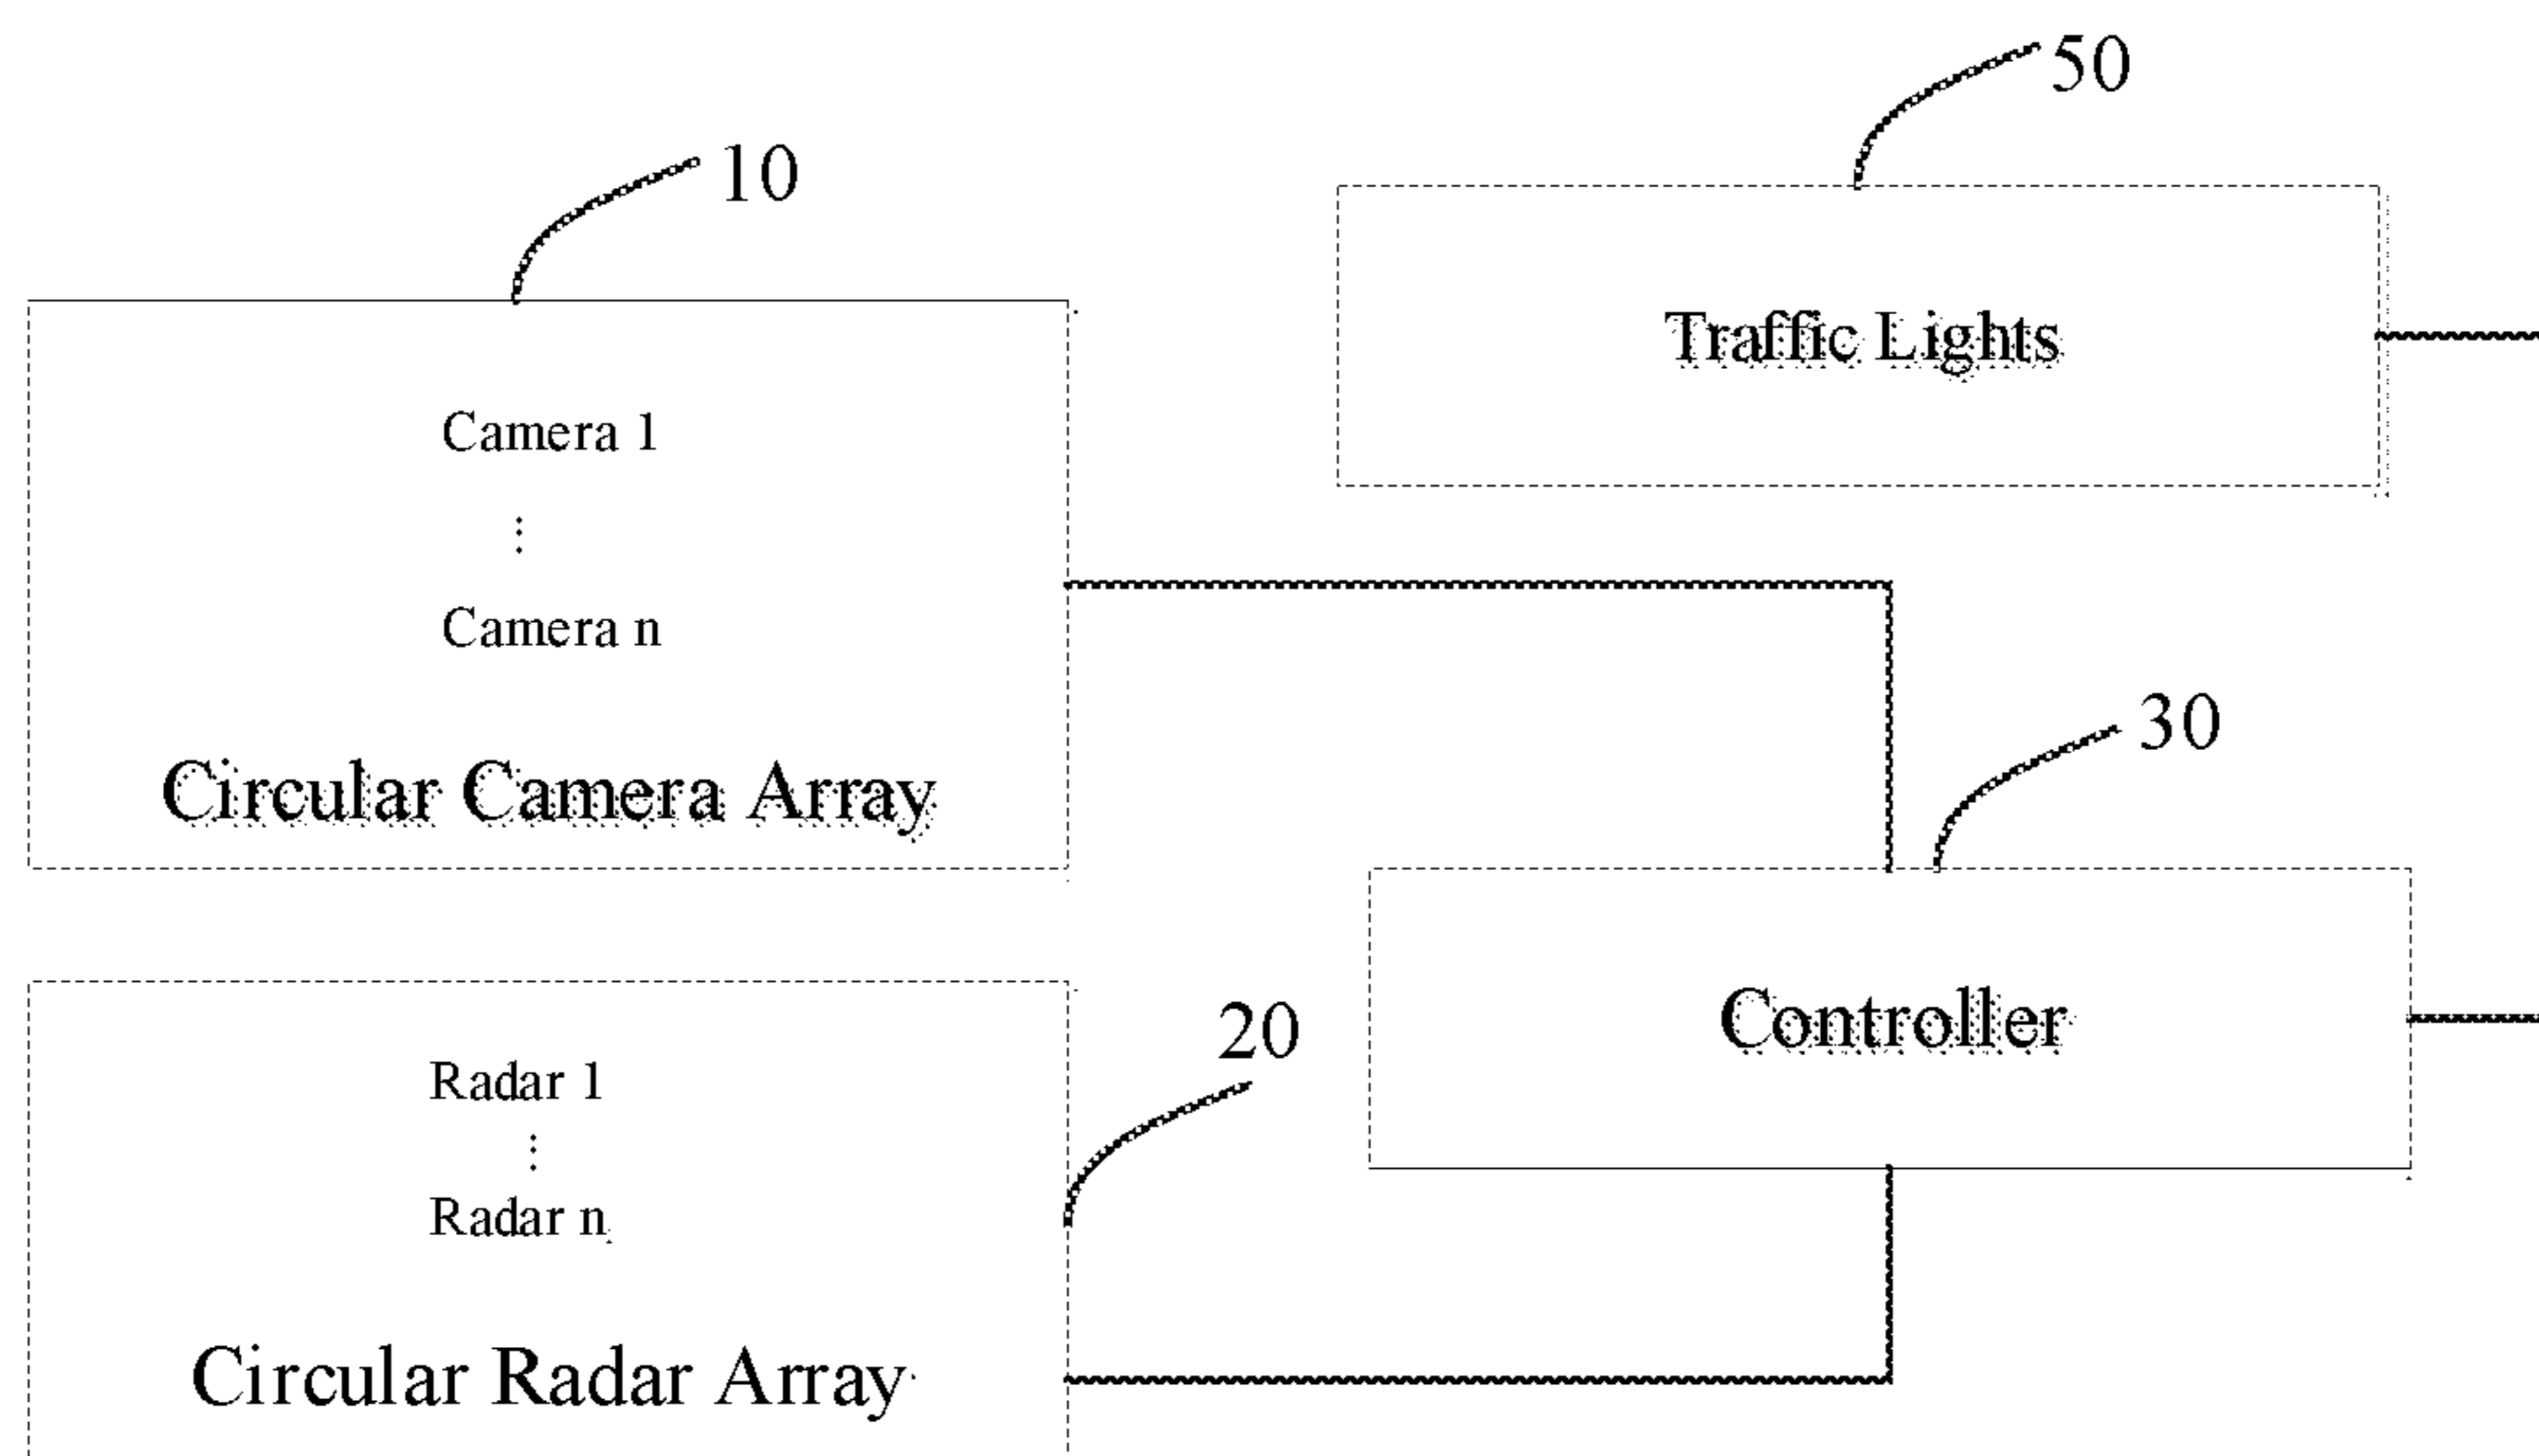 50
10
Traffic Lights
Camera 1
⋮
Camera n
Circular Camera Array
30
Controller
20
Radar 1
⋮
Radar n
Circular Radar Array